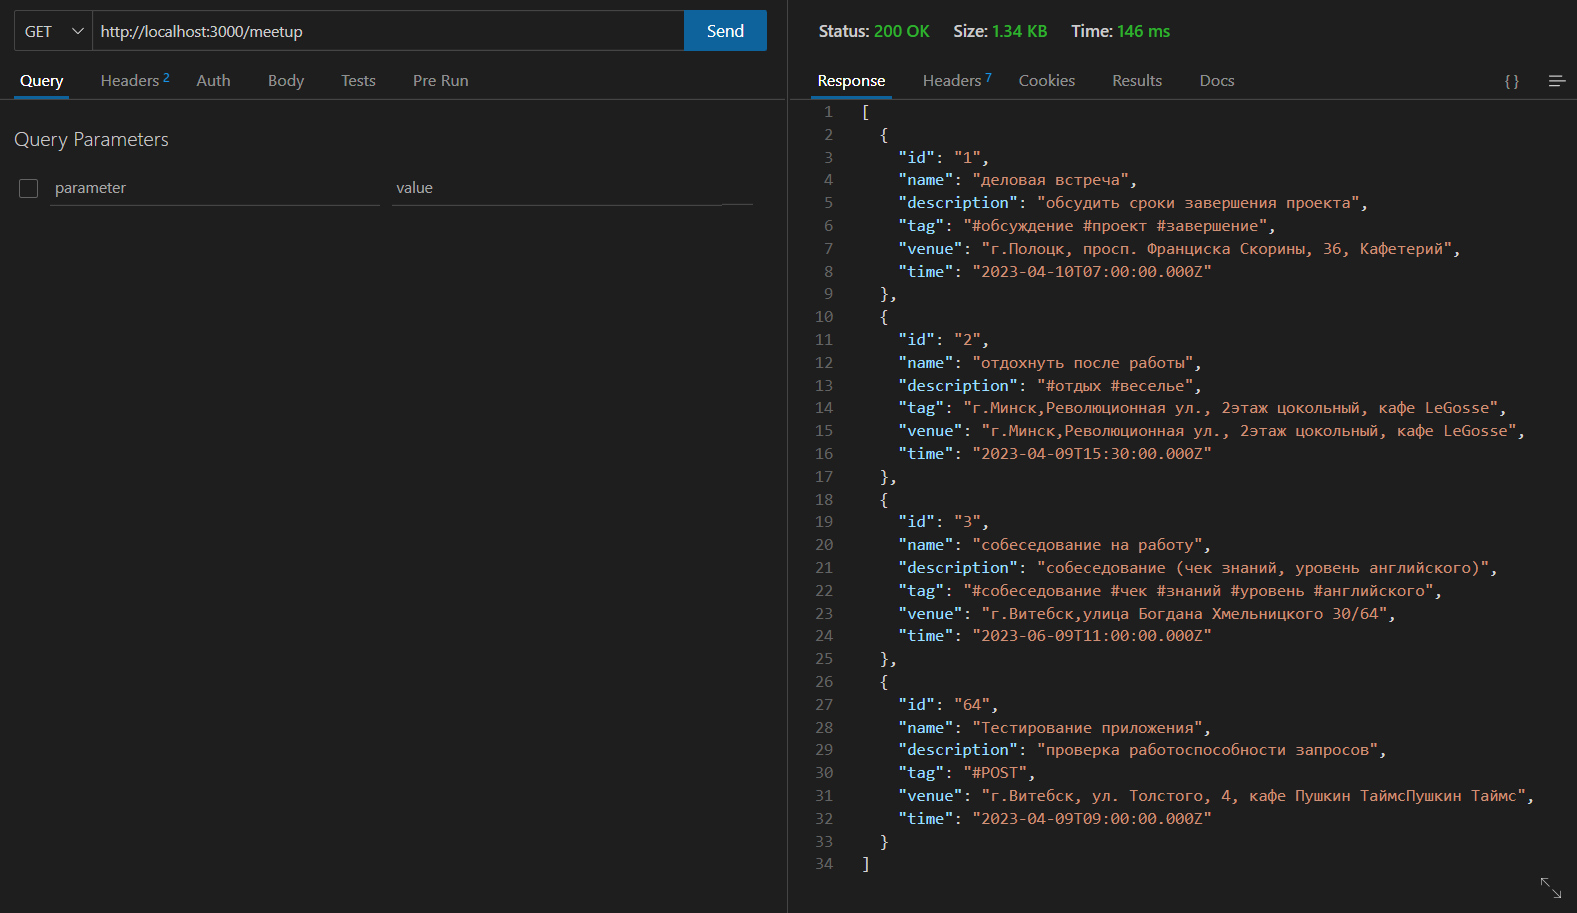 GET
http://localhost:3000/meetup
Send
Query
Headers 2
Auth
Body
Tests
Pre Run
Query Parameters
parameter
value
Status: 200 OK
Size: 1.34 KB
Time: 146 ms
Response
Headers 7
Cookies
Results
Docs
{ }
1 [
2 {
3 "id": "1",
4 "name": "деловая встреча",
5 "description": "обсудить сроки завершения проекта",
6 "tag": "#обсуждение #проект #завершение",
7 "venue": "г.Полоцк, просп. Франциска Скорины, 36, Кафетерий",
8 "time": "2023-04-10T07:00:00.000Z"
9 },
10 {
11 "id": "2",
12 "name": "отдохнуть после работы",
13 "description": "#отдых #веселье",
14 "tag": "г.Минск,Революционная ул., 2этаж цокольный, кафе LeGosse",
15 "venue": "г.Минск,Революционная ул., 2этаж цокольный, кафе LeGosse",
16 "time": "2023-04-09T15:30:00.000Z"
17 },
18 {
19 "id": "3",
20 "name": "собеседование на работу",
21 "description": "собеседование (чек знаний, уровень английского)",
22 "tag": "#собеседование #чек #знаний #уровень #английского",
23 "venue": "г.Витебск,улица Богдана Хмельницкого 30/64",
24 "time": "2023-06-09T11:00:00.000Z"
25 },
26 {
27 "id": "64",
28 "name": "Тестирование приложения",
29 "description": "проверка работоспособности запросов",
30 "tag": "#POST",
31 "venue": "г.Витебск, ул. Толстого, 4, кафе Пушкин ТаймсПушкин Таймс",
32 "time": "2023-04-09T09:00:00.000Z"
33 }
34 ]